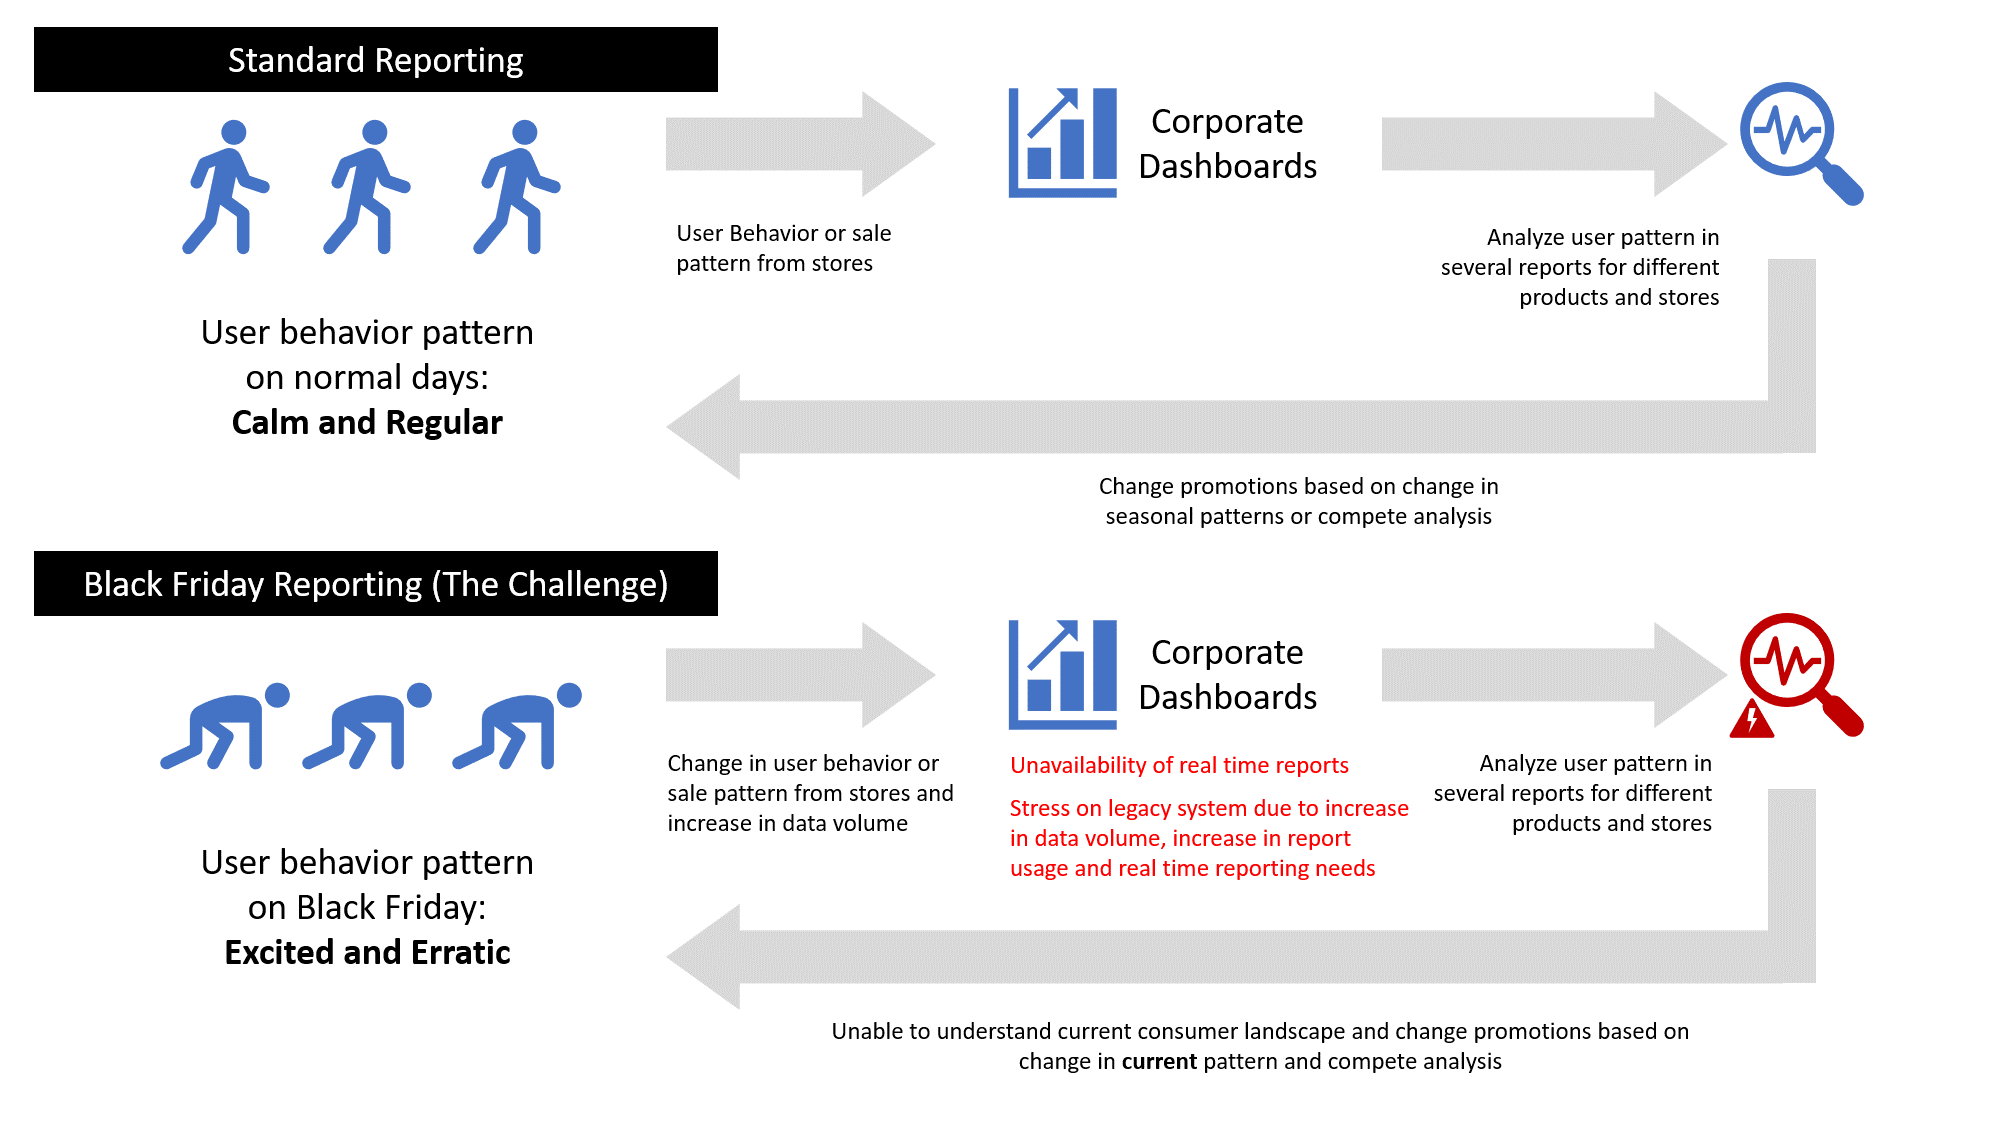 Standard Reporting
Corporate
Dashboards
User Behavior or sale
pattern from stores
Analyze user pattern in
several reports for different
products and stores
User behavior pattern
on normal days:
Calm and Regular
Change promotions based on change in
seasonal patterns or compete analysis
Black Friday Reporting (The Challenge)
Corporate
Dashboards
Change in user behavior or
sale pattern from stores and
increase in data volume
Unavailability of real time reports
Stress on legacy system due to increase
in data volume, increase in report
usage and real time reporting needs
Analyze user pattern in
several reports for different
products and stores
User behavior pattern
on Black Friday:
Excited and Erratic
Unable to understand current consumer landscape and change promotions based on
change in current pattern and compete analysis